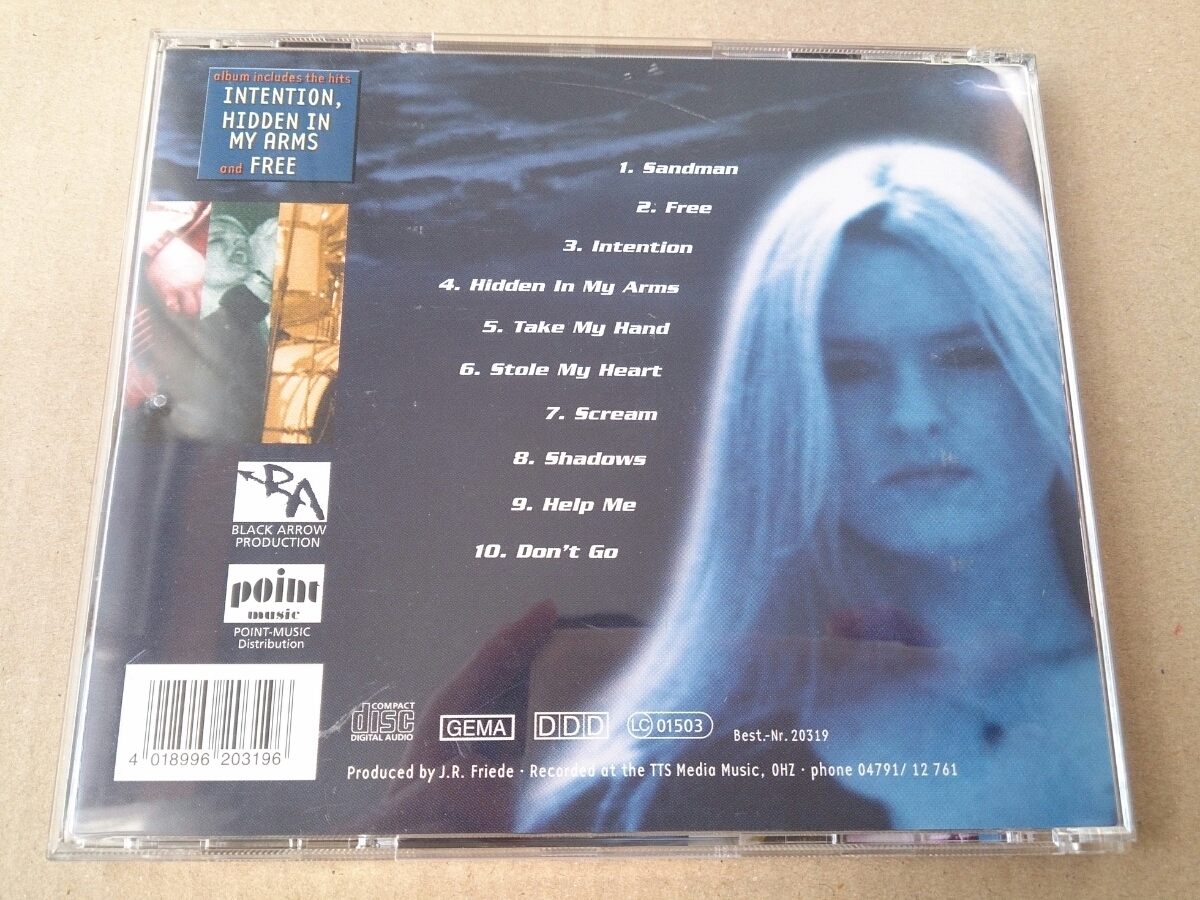 album includes the hits
INTENTION,
HIDDEN IN
MY ARMS
and FREE
1. Sandman
2. Free
3. Intention
4. Hidden In My Arms
5. Take My Hand
6. Stole My Heart
7. Scream
8. Shadows
9. Help Me
10. Don't Go
BA
BLACK ARROW
PRODUCTION
point
music
POINT-MUSIC
Distribution
4 018996 203196
COMPACT
disc
DIGITAL AUDIO
GEMA
DDD
LC 01503
Best.-Nr. 20319
Produced by J.R. Friede · Recorded at the TTS Media Music, OHZ · phone 04791/ 12 761